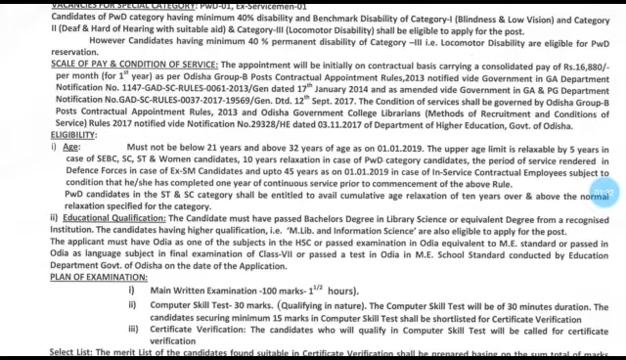 VACANCIES FOR SPECIAL CATEGORY: PWD-01, Ex-Servicemen-01
Candidates of PwD category having minimum 40% disability and Benchmark Disability of Category-I (Blindness & Low Vision) and Category
II (Deaf & Hard of Hearing with suitable aid) & Category-III (Locomotor Disability) shall be eligible to apply for the post.
However Candidates having minimum 40 % permanent disability of Category –III i.e. Locomotor Disability are eligible for PwD
reservation.
SCALE OF PAY & CONDITION OF SERVICE: The appointment will be initially on contractual basis carrying a consolidated pay of Rs.16,880/-
per month (for 1st year) as per Odisha Group-B Posts Contractual Appointment Rules,2013 notified vide Government in GA Department
Notification No. 1147-GAD-SC-RULES-0061-2013/Gen dated 17th January 2014 and as amended vide Government in GA & PG Department
Notification No.GAD-SC-RULES-0037-2017-19569/Gen. Dtd. 12th Sept. 2017. The Condition of services shall be governed by Odisha Group-B
Posts Contractual Appointment Rules, 2013 and Odisha Government College Librarians (Methods of Recruitment and Conditions of
Service) Rules 2017 notified vide Notification No.29328/HE dated 03.11.2017 of Department of Higher Education, Govt. of Odisha.
ELIGIBILITY:
i) Age: Must not be below 21 years and above 32 years of age as on 01.01.2019. The upper age limit is relaxable by 5 years in
case of SEBC, SC, ST & Women candidates, 10 years relaxation in case of PwD category candidates, the period of service rendered in
Defence Forces in case of Ex-SM Candidates and upto 45 years as on 01.01.2019 in case of In-Service Contractual Employees subject to
condition that he/she has completed one year of continuous service prior to commencement of the above Rule.
PwD candidates in the ST & SC category shall be entitled to avail cumulative age relaxation of ten years over & above the normal
relaxation specified for the category.
ii) Educational Qualification: The Candidate must have passed Bachelors Degree in Library Science or equivalent Degree from a recognised
Institution. The candidates having higher qualification, i.e. 'M.Lib. and Information Science' are also eligible to apply for the post.
The applicant must have Odia as one of the subjects in the HSC or passed examination in Odia equivalent to M.E. standard or passed in
Odia as language subject in final examination of Class-VII or passed a test in Odia in M.E. School Standard conducted by Education
Department Govt. of Odisha on the date of the Application.
PLAN OF EXAMINATION:
i) Main Written Examination -100 marks- 1 1/2 hours).
ii) Computer Skill Test- 30 marks. (Qualifying in nature). The Computer Skill Test will be of 30 minutes duration. The
candidates securing minimum 15 marks in Computer Skill Test shall be shortlisted for Certificate Verification
iii) Certificate Verification: The candidates who will qualify in Computer Skill Test will be called for certificate
verification
Select List: The merit List of the candidates found suitable in Certificate Verification shall be prepared basing on the sum total of marks